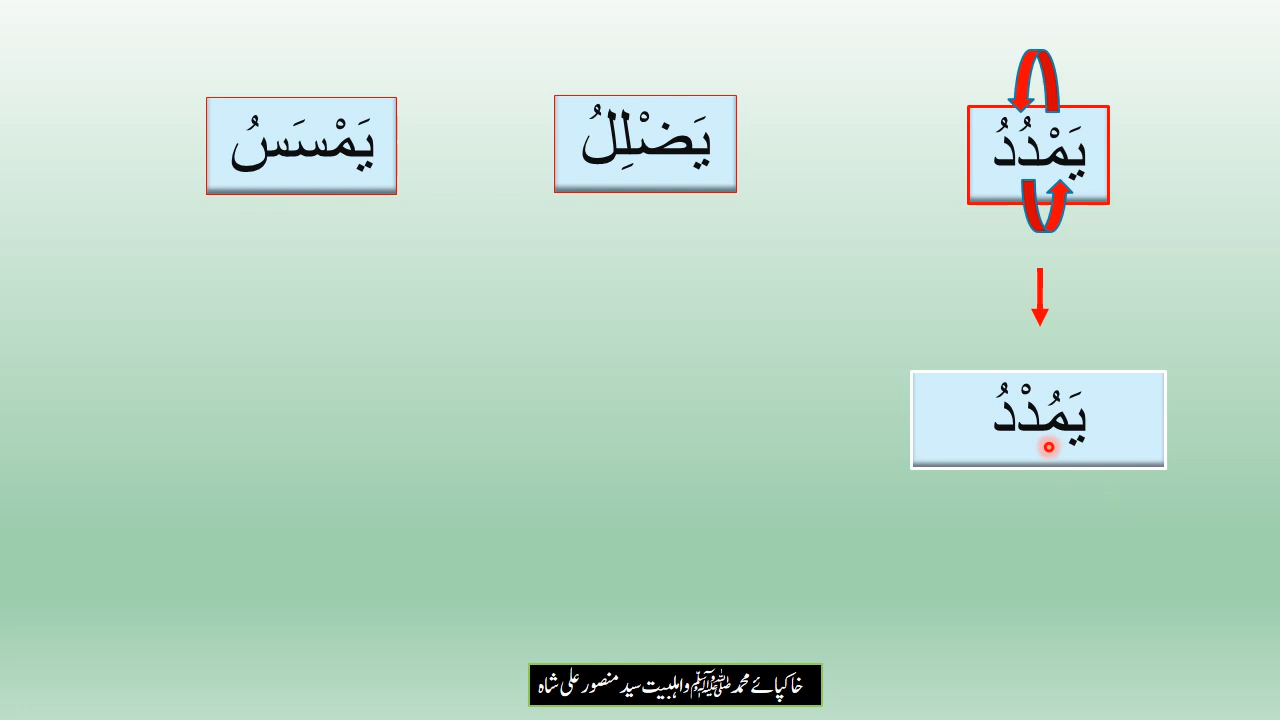 يَمْدُدُ
يَضْلِلُ
يَمْسَسُ
يَمُدْدُ
خاکپائے محمد ﷺ واہلبیت سید منصور علی شاہ